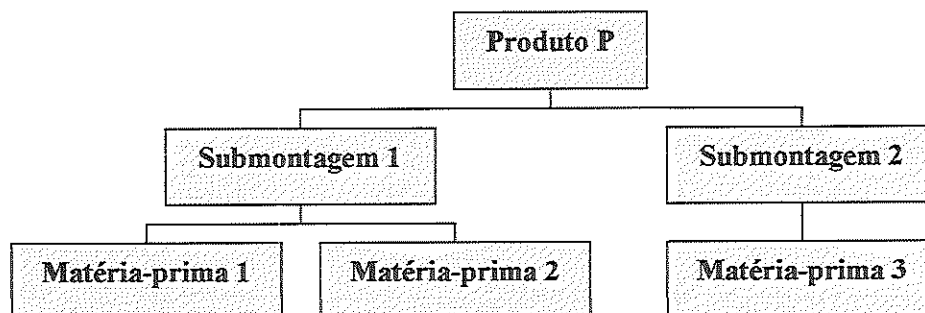 Produto P
Submontagem 1
Submontagem 2
Matéria-prima 1
Matéria-prima 2
Matéria-prima 3